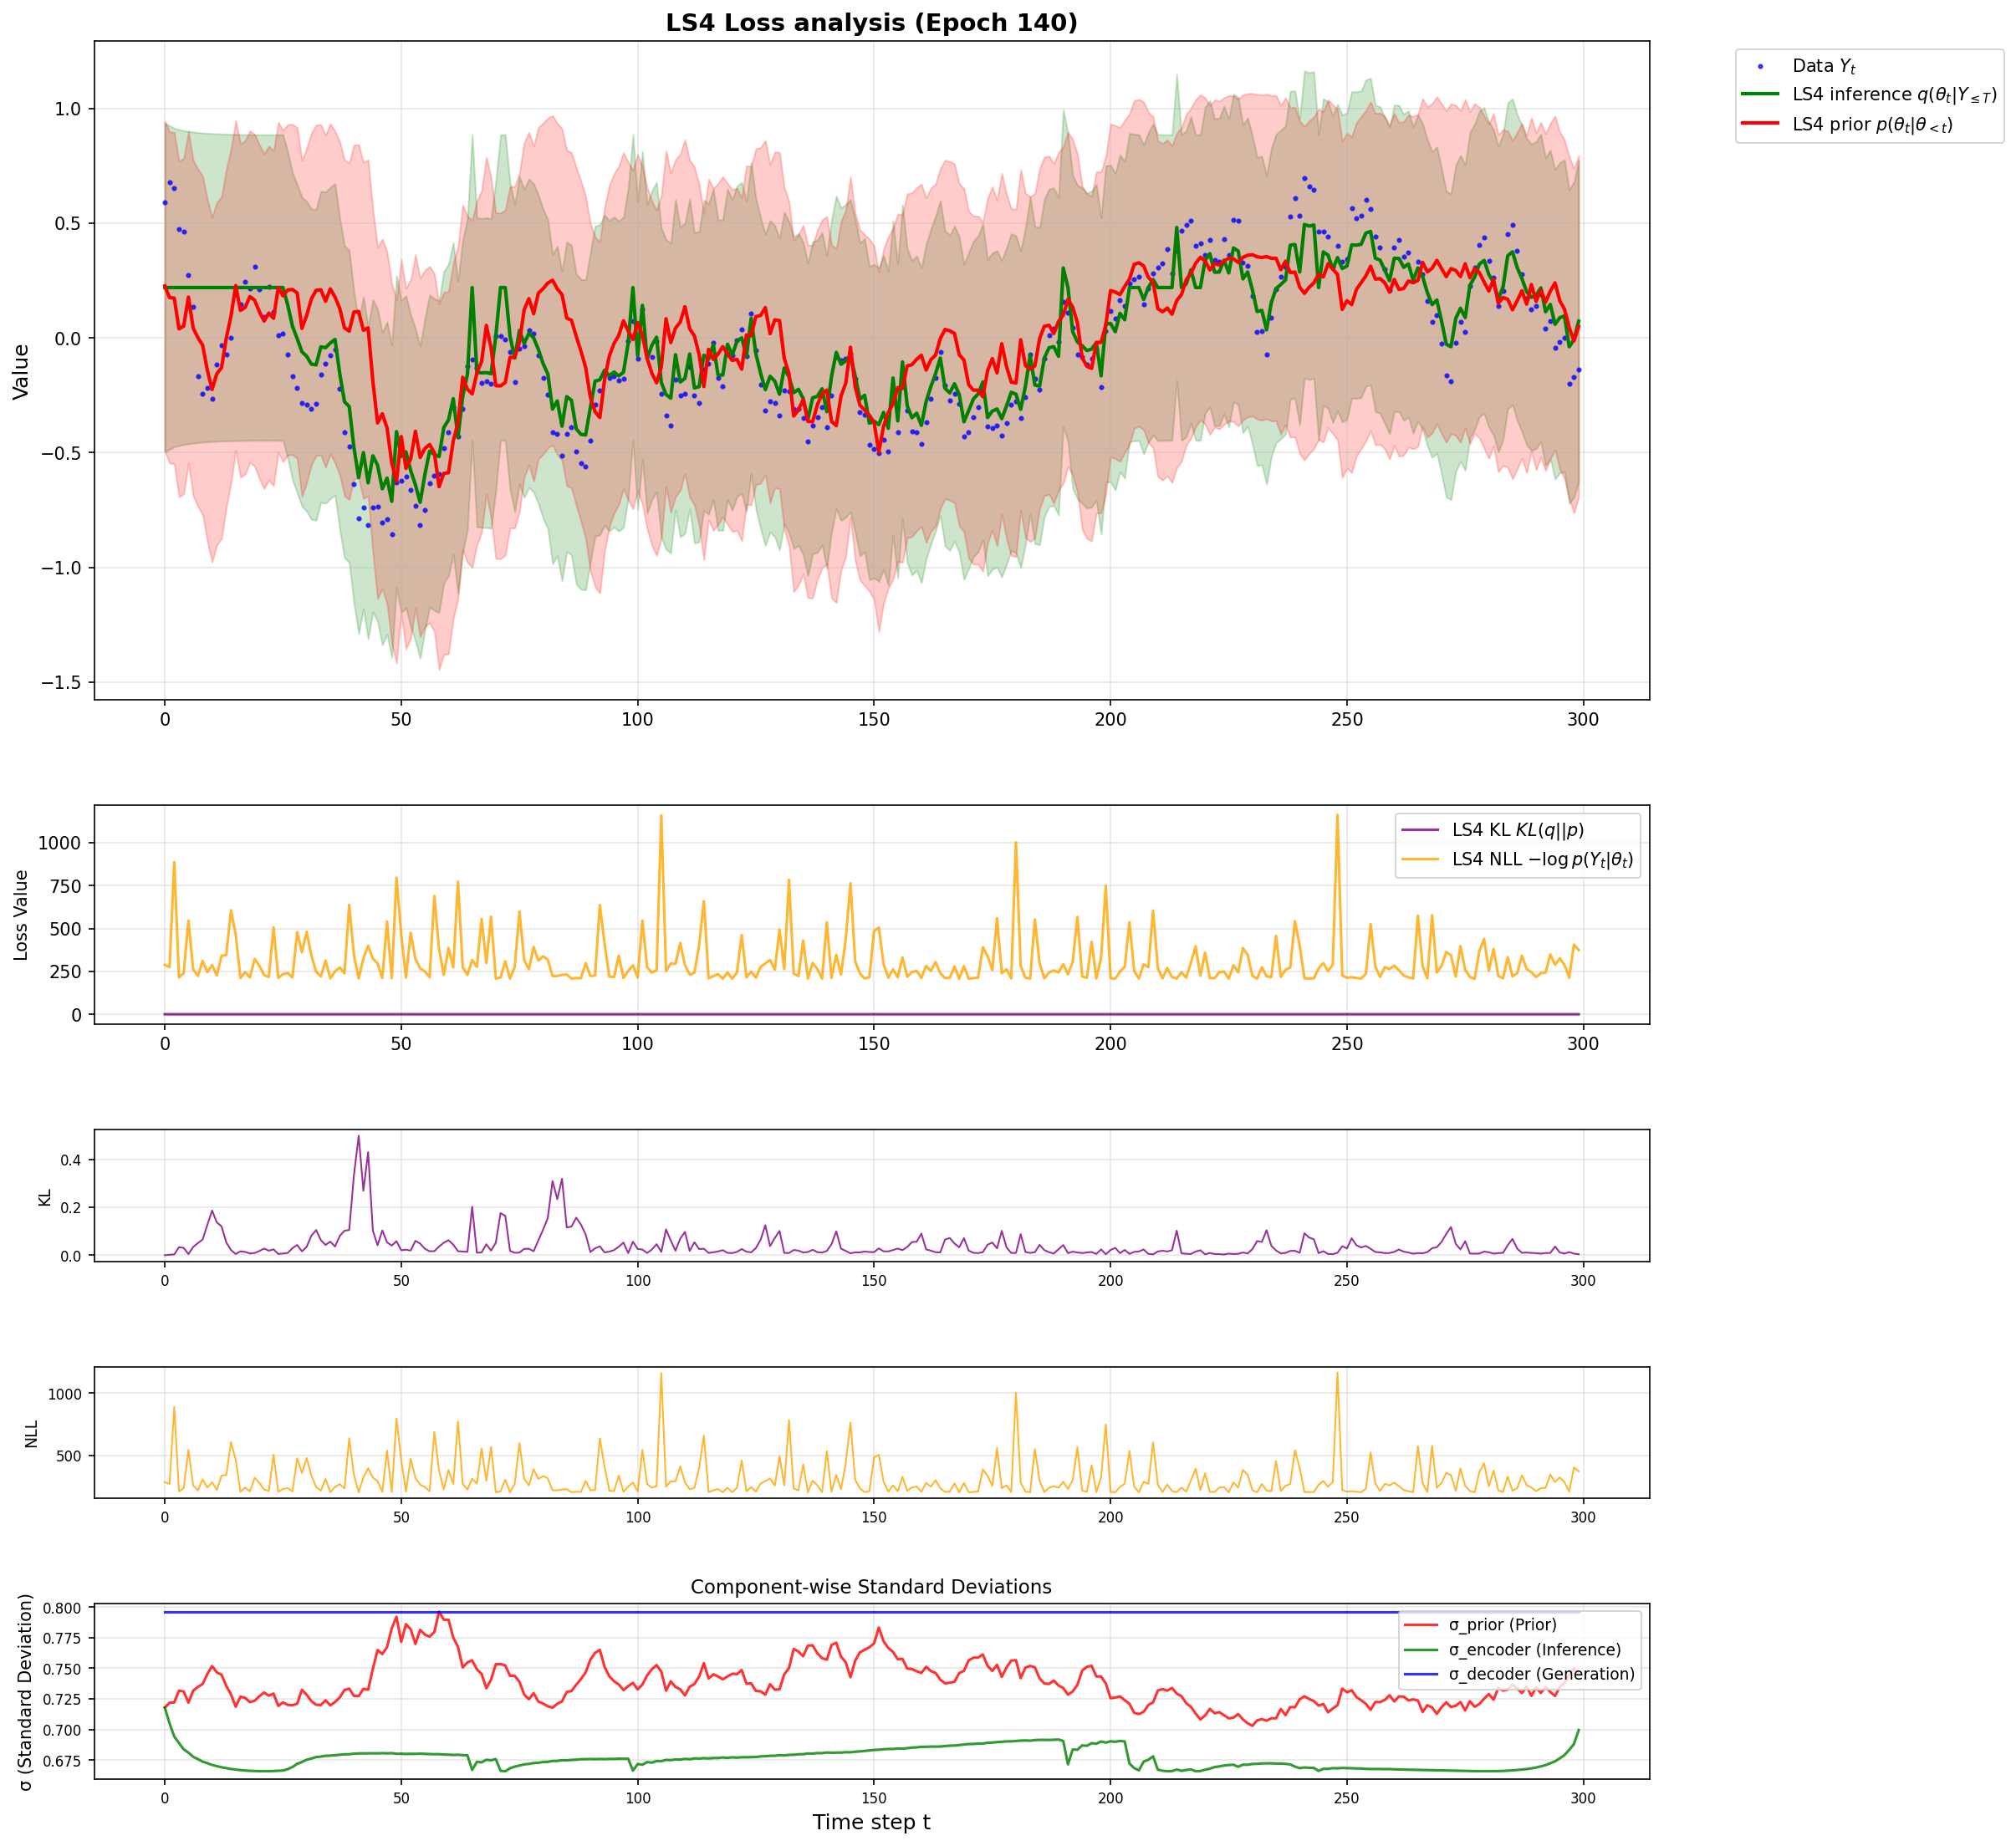 LS4 Loss analysis (Epoch 140)
Value
1.0
0.5
0.0
−0.5
−1.0
−1.5
0 50 100 150 200 250 300
Data Y_t
LS4 inference q(θ_t|Y_{≤T})
LS4 prior p(θ_t|θ_{<t})
Loss Value
1000
750
500
250
0
0 50 100 150 200 250 300
LS4 KL KL(q||p)
LS4 NLL −log p(Y_t|θ_t)
KL
0.4
0.2
0.0
0 50 100 150 200 250 300
NLL
1000
500
0 50 100 150 200 250 300
Component-wise Standard Deviations
σ (Standard Deviation)
0.800
0.775
0.750
0.725
0.700
0.675
σ_prior (Prior)
σ_encoder (Inference)
σ_decoder (Generation)
0 50 100 150 200 250 300
Time step t